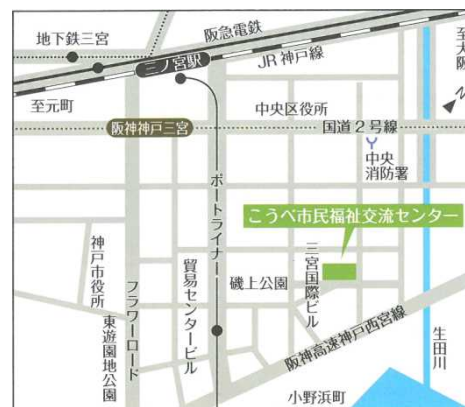 阪急電鉄
地下鉄三宮
三ノ宮駅
JR 神戸線
至大阪
至元町
中央区役所
N
阪神神戸三宮
国道2号線
中央
消防署
ポートライナー
こうべ市民福祉交流センター
神戸市役所
東遊園地公園
フラワーロード
貿易センタービル
磯上公園
三宮国際ビル
阪神高速神戸西宮線
生田川
小野浜町